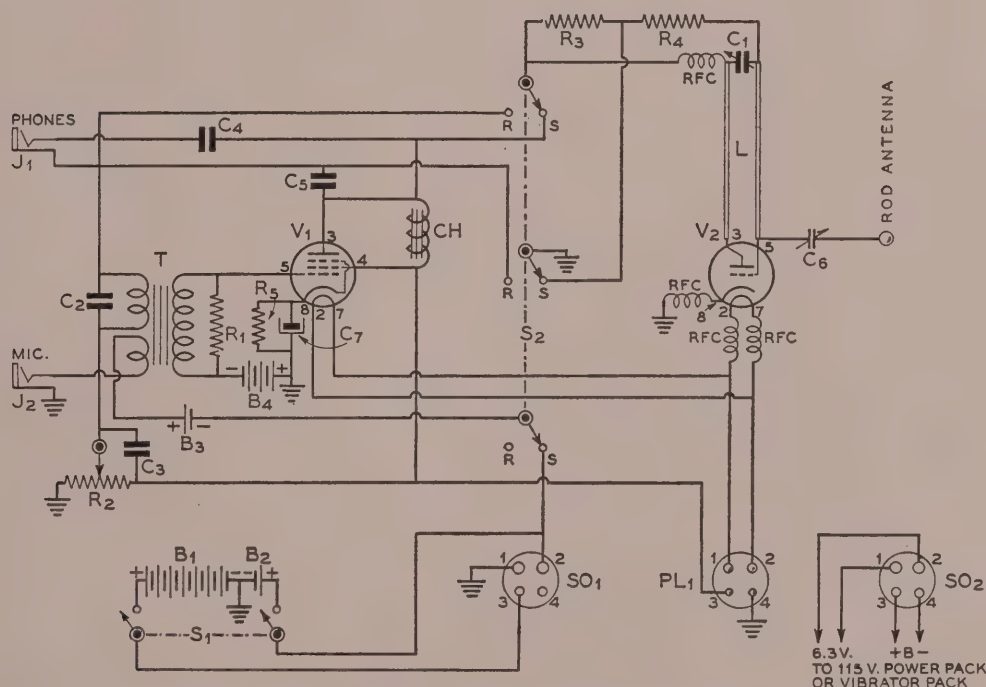 R3
R4
C1
RFC
PHONES
J1
C4
R
S
L
ROD ANTENNA
C5
V1
3
CH
V2
3
5
C6
T
5
4
C2
R5
R1
8
2
7
C7
R
S
RFC
8
2
7
RFC
RFC
S2
MIC.
J2
- +
B4
+ -
B3
C3
R
S
R2
+ B1 - - B2 +
S1
1
2
3
4
SO1
PL1
1
2
3
4
1
2
3
4
SO2
6.3 V. +B-
TO 115 V. POWER PACK
OR VIBRATOR PACK